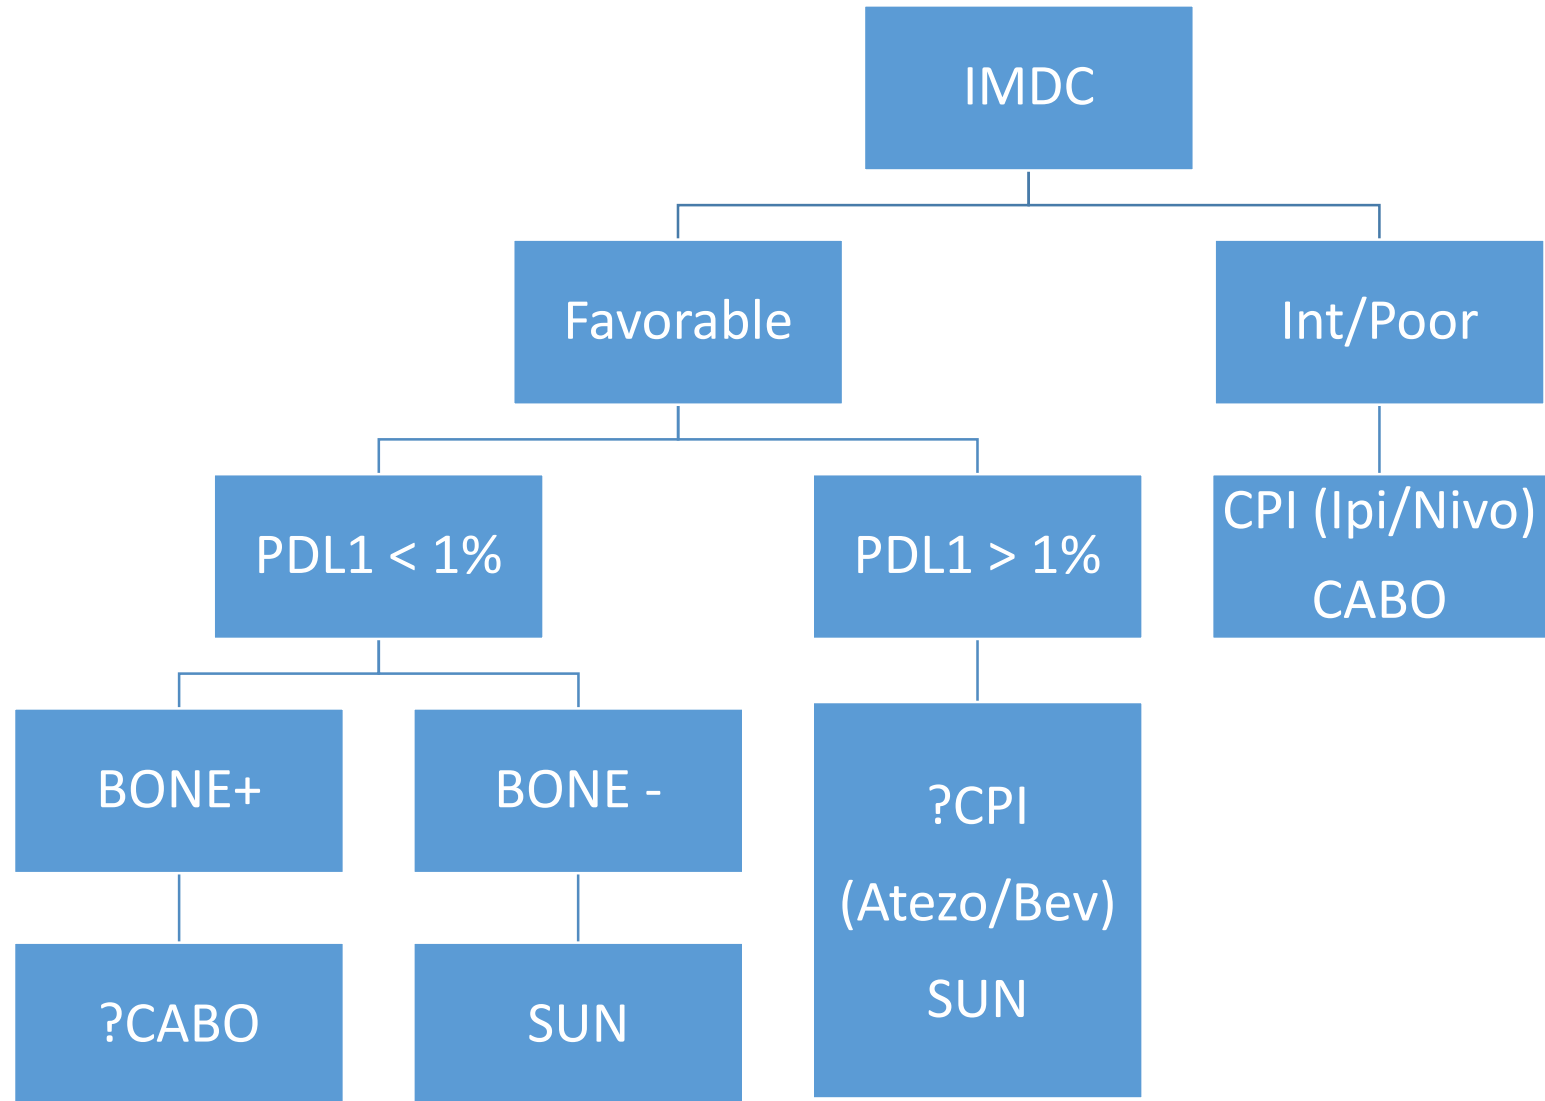 IMDC
Favorable
Int/Poor
PDL1 < 1%
PDL1 > 1%
CPI (Ipi/Nivo)
CABO
BONE+
BONE -
?CPI
(Atezo/Bev)
SUN
?CABO
SUN